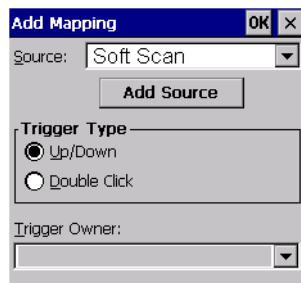 Add Mapping OK ×
Source: Soft Scan
Add Source
Trigger Type
Up/Down
Double Click
Trigger Owner: